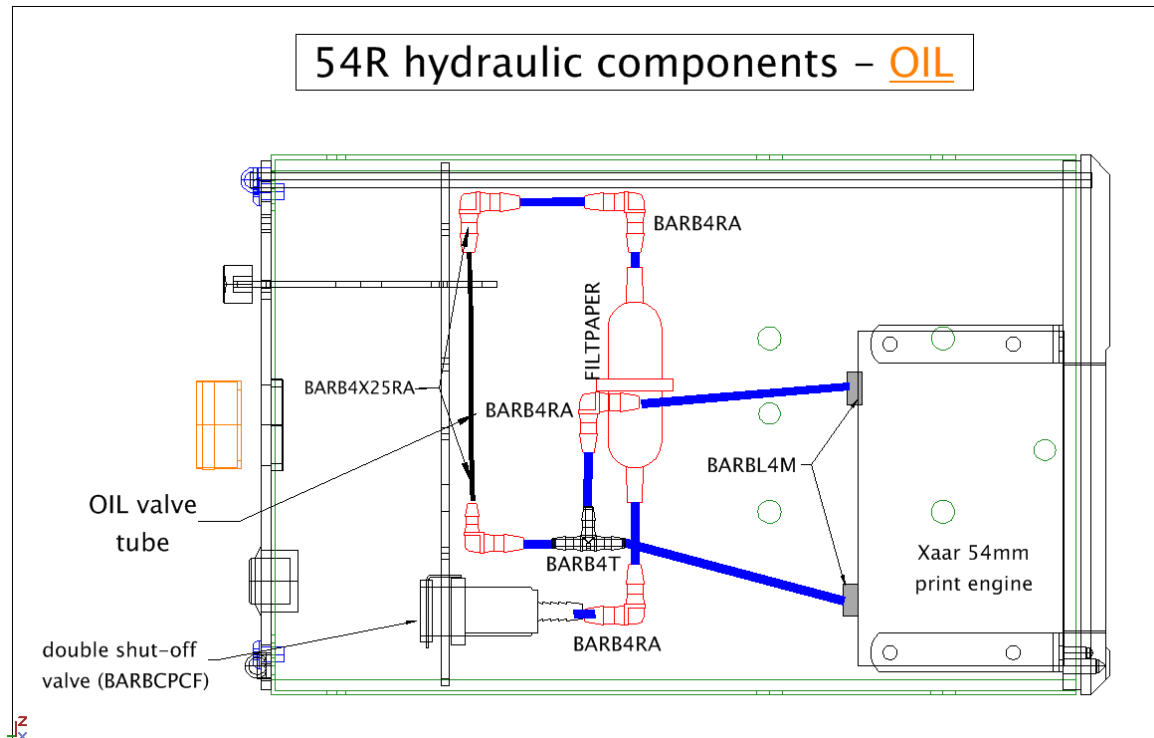 54R hydraulic components - OIL
BARB4RA
FILTPAPER
BARB4X25RA
BARB4RA
BARBL4M
OIL valve
tube
BARB4T
Xaar 54mm
print engine
BARB4RA
double shut-off
valve (BARBCPCF)
Z
X